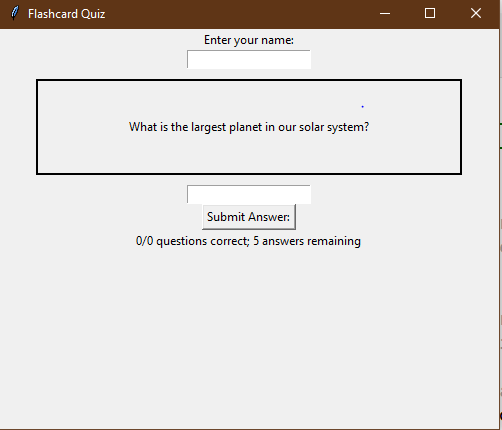 Flashcard Quiz
Enter your name:
What is the largest planet in our solar system?
Submit Answer:
0/0 questions correct; 5 answers remaining